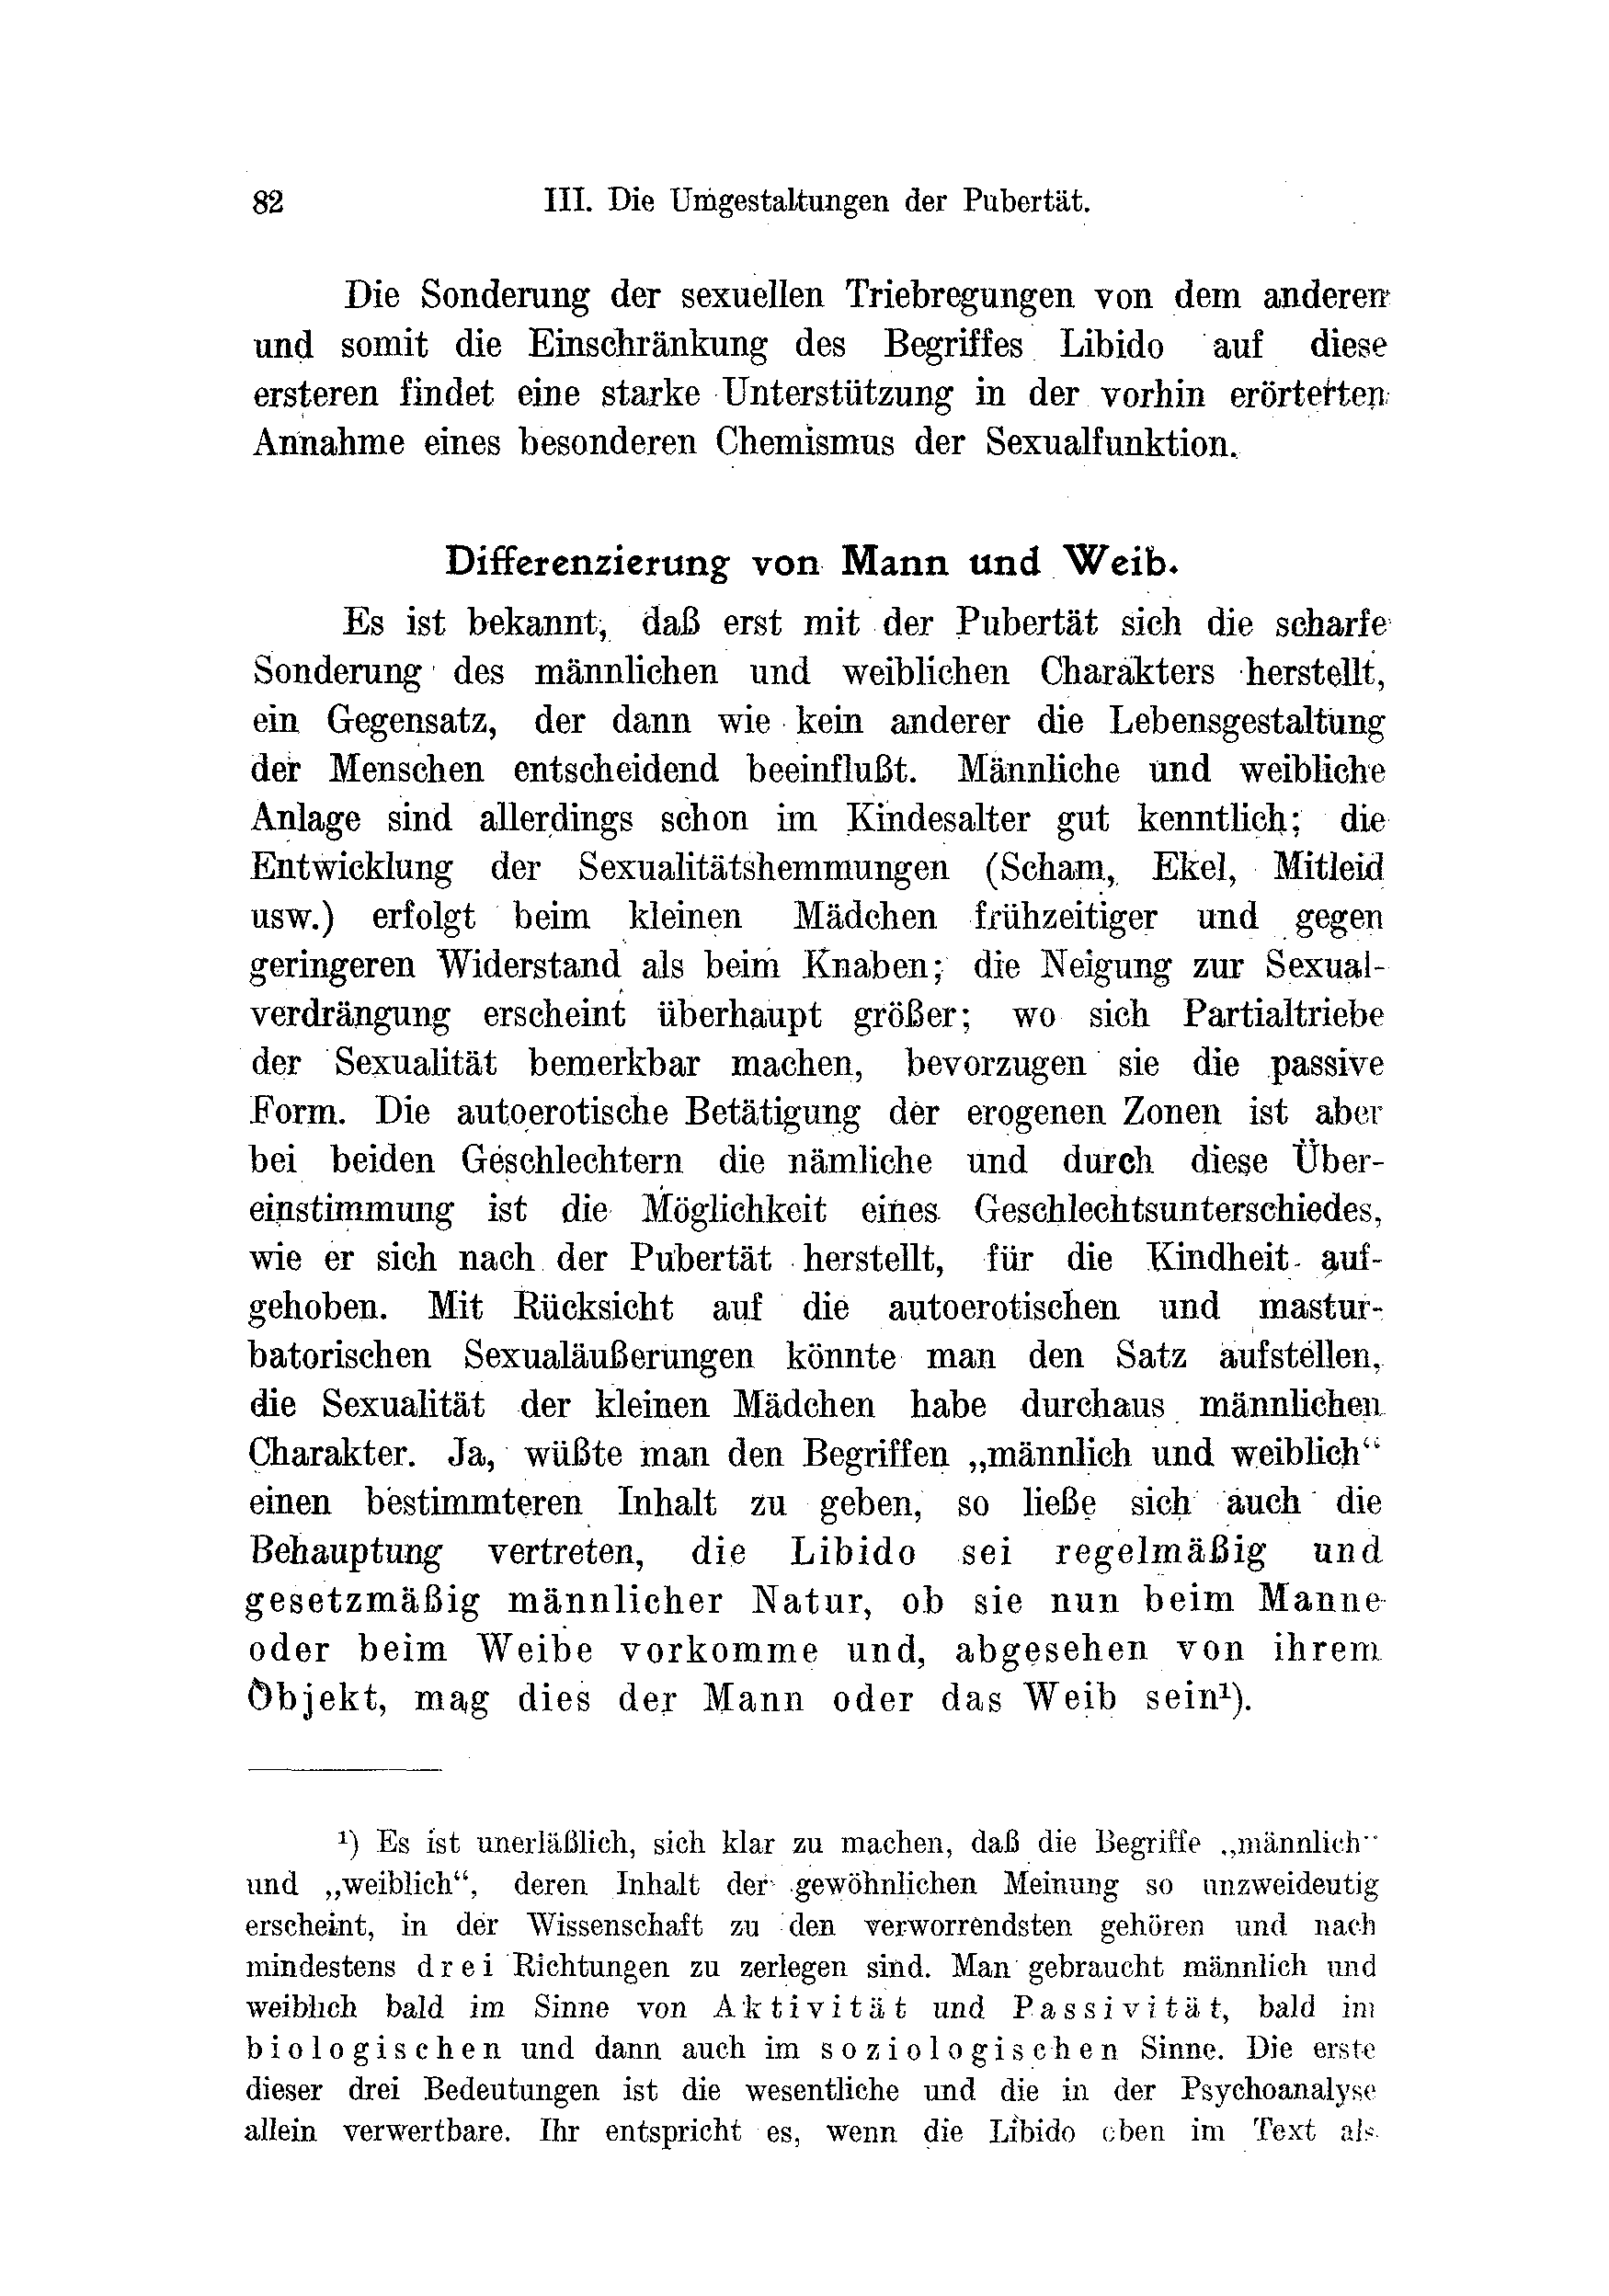 82 III. Die Umgestaltungen der Pubertät.
Die Sonderung der sexuellen Triebregungen von dem anderen
und somit die Einschränkung des Begriffes Libido auf diese
ersteren findet eine starke Unterstützung in der vorhin erörterten
Annahme eines besonderen Chemismus der Sexualfunktion.
Differenzierung von Mann und Weib.
Es ist bekannt, daß erst mit der Pubertät sich die scharfe
Sonderung des männlichen und weiblichen Charakters herstellt,
ein Gegensatz, der dann wie kein anderer die Lebensgestaltung
der Menschen entscheidend beeinflußt. Männliche und weibliche
Anlage sind allerdings schon im Kindesalter gut kenntlich; die
Entwicklung der Sexualitätshemmungen (Scham, Ekel, Mitleid
usw.) erfolgt beim kleinen Mädchen frühzeitiger und gegen
geringeren Widerstand als beim Knaben; die Neigung zur Sexual-
verdrängung erscheint überhaupt größer; wo sich Partialtriebe
der Sexualität bemerkbar machen, bevorzugen sie die passive
Form. Die autoerotische Betätigung der erogenen Zonen ist aber
bei beiden Geschlechtern die nämliche und durch diese Über-
einstimmung ist die Möglichkeit eines Geschlechtsunterschiedes,
wie er sich nach der Pubertät herstellt, für die Kindheit auf-
gehoben. Mit Rücksicht auf die autoerotischen und mastur-
batorischen Sexualäußerungen könnte man den Satz aufstellen,
die Sexualität der kleinen Mädchen habe durchaus männlichen
Charakter. Ja, wüßte man den Begriffen „männlich und weiblich“
einen bestimmteren Inhalt zu geben, so ließe sich auch die
Behauptung vertreten, die Libido sei regelmäßig und
gesetzmäßig männlicher Natur, ob sie nun beim Manne
oder beim Weibe vorkomme und, abgesehen von ihrem
Objekt, mag dies der Mann oder das Weib sein¹).
¹) Es ist unerläßlich, sich klar zu machen, daß die Begriffe „männlich“
und „weiblich“, deren Inhalt der gewöhnlichen Meinung so unzweideutig
erscheint, in der Wissenschaft zu den verworrendsten gehören und nach
mindestens drei Richtungen zu zerlegen sind. Man gebraucht männlich und
weiblich bald im Sinne von Aktivität und Passivität, bald im
biologischen und dann auch im soziologischen Sinne. Die erste
dieser drei Bedeutungen ist die wesentliche und die in der Psychoanalyse
allein verwertbare. Ihr entspricht es, wenn die Libido oben im Text als